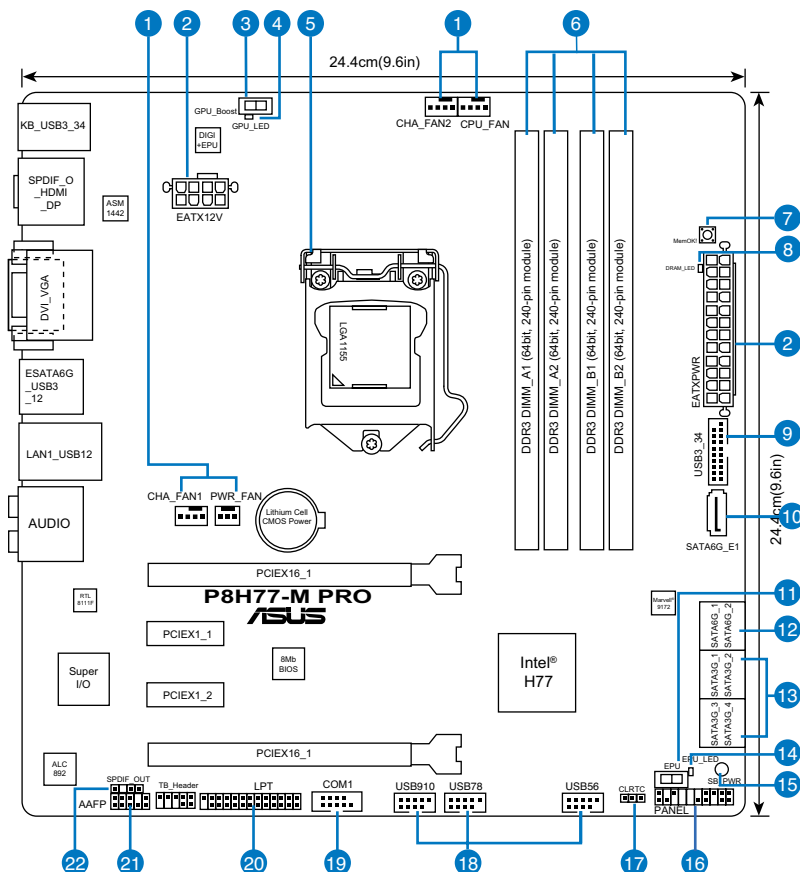 1
2
3
4
5
1
6
24.4cm(9.6in)
KB_USB3_34
GPU_Boost
GPU_LED
CHA_FAN2
CPU_FAN
DIGI
+EPU
SPDIF_O
_HDMI
_DP
ASM
1442
EATX12V
7
MemOK!
8
DRAM_LED
DVI_VGA
LGA1155
DDR3 DIMM_A1 (64bit, 240-pin module)
DDR3 DIMM_A2 (64bit, 240-pin module)
DDR3 DIMM_B1 (64bit, 240-pin module)
DDR3 DIMM_B2 (64bit, 240-pin module)
2
EATXPWR
ESATA6G
_USB3
_12
1
LAN1_USB12
9
USB3_34
CHA_FAN1
PWR_FAN
AUDIO
Lithium Cell
CMOS Power
10
24.4cm(9.6in)
SATA6G_E1
PCIEX16_1
P8H77-M PRO
ASUS
RTL
8111F
Marvell®
9172
11
12
SATA6G_1
SATA6G_2
PCIEX1_1
8Mb
BIOS
Super
I/O
Intel®
H77
SATA3G_1
SATA3G_2
13
PCIEX1_2
SATA3G_3
SATA3G_4
PCIEX16_1
14
EPU_LED
EPU
ALC
892
SB_PWR
15
SPDIF_OUT
AAFP
TB_Header
LPT
COM1
USB910
USB78
USB56
CLRTC
PANEL
22
21
20
19
18
17
16